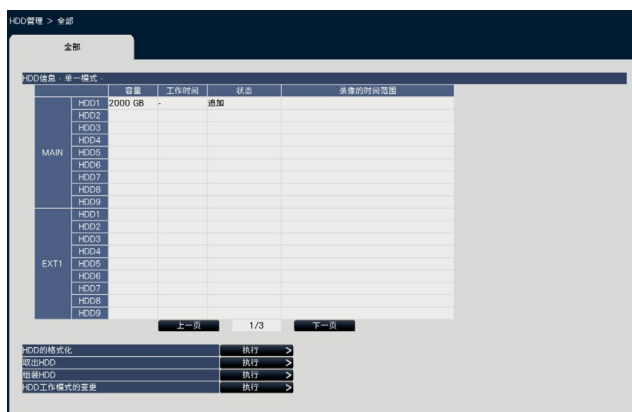 HDD管理 > 全部
全部
HDD信息 - 单一模式 -
容量 工作时间 状态 录像的时间范围
MAIN
HDD1 2000 GB - 追加
HDD2
HDD3
HDD4
HDD5
HDD6
HDD7
HDD8
HDD9
EXT1
HDD1
HDD2
HDD3
HDD4
HDD5
HDD6
HDD7
HDD8
HDD9
上一页 1/3 下一页
HDD的格式化 执行 >
取出HDD 执行 >
组装HDD 执行 >
HDD工作模式的变更 执行 >